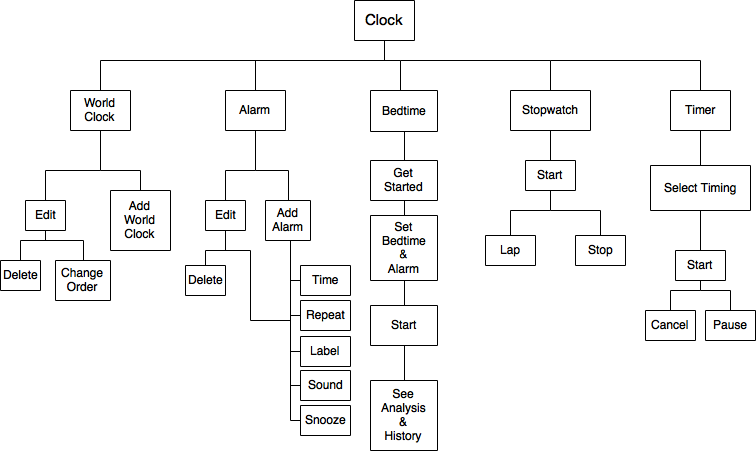 Clock
World
Clock
Alarm
Bedtime
Stopwatch
Timer
Edit
Add
World
Clock
Delete
Change
Order
Edit
Add
Alarm
Delete
Time
Repeat
Label
Sound
Snooze
Get
Started
Set
Bedtime
&
Alarm
Start
See
Analysis
&
History
Start
Lap
Stop
Select Timing
Start
Cancel
Pause